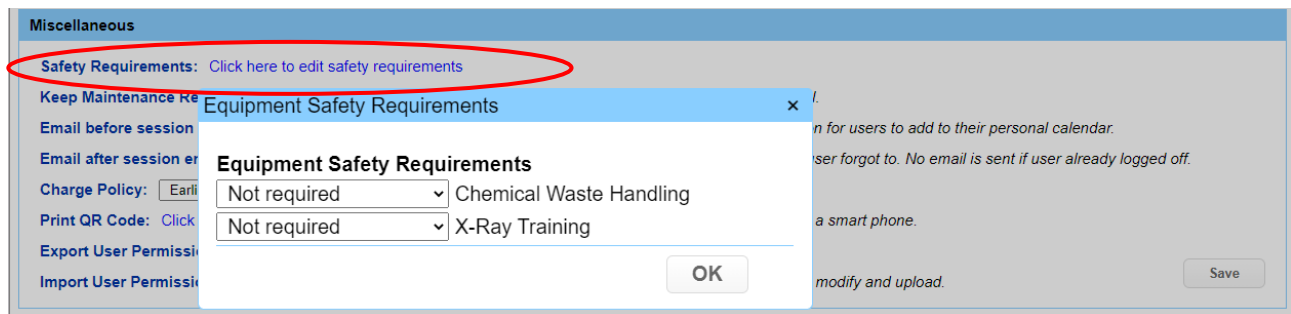 Miscellaneous
Safety Requirements: Click here to edit safety requirements
Keep Maintenance Re
Equipment Safety Requirements ×
Email before session n for users to add to their personal calendar.
Email after session er ser forgot to. No email is sent if user already logged off.
Equipment Safety Requirements
Charge Policy: Earli
Not required Chemical Waste Handling
Print QR Code: Click a smart phone.
Not required X-Ray Training
Export User Permissi
OK
Import User Permissi modify and upload.
Save